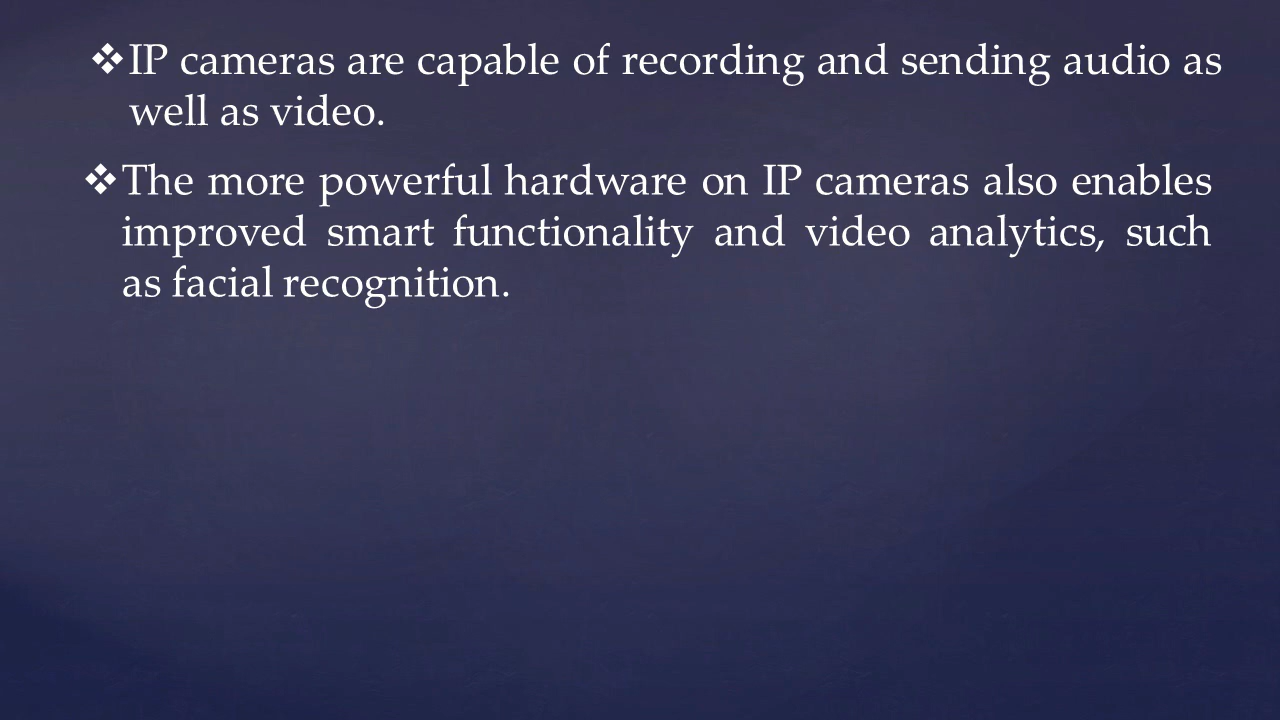 ❖IP cameras are capable of recording and sending audio as
well as video.
❖The more powerful hardware on IP cameras also enables
improved smart functionality and video analytics, such
as facial recognition.